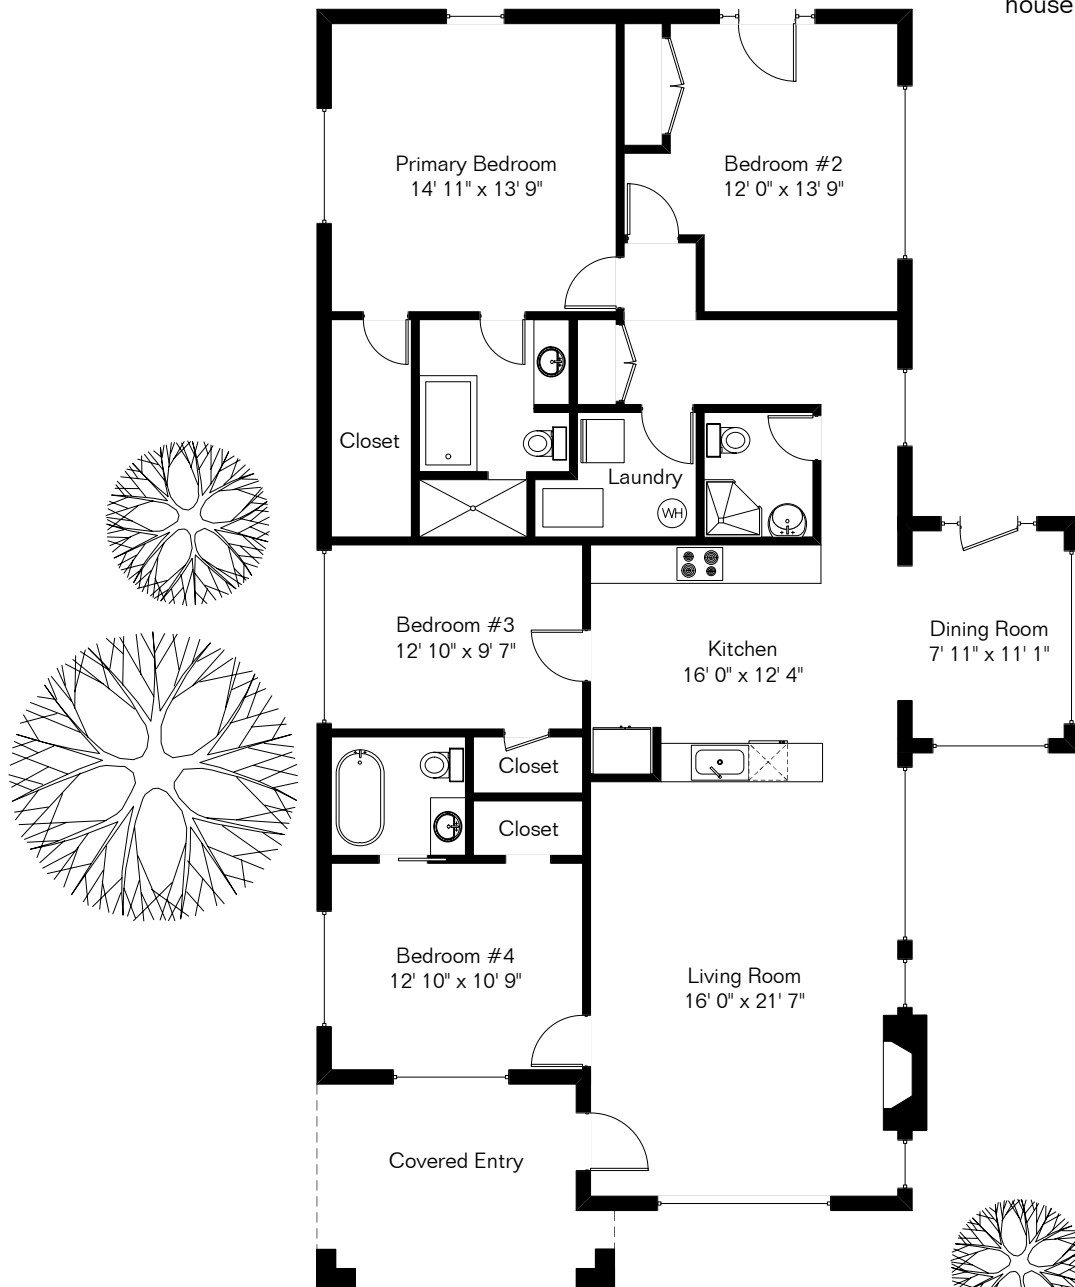 house
Primary Bedroom
14' 11" x 13' 9"
Bedroom #2
12' 0" x 13' 9"
Closet
Laundry
WH
Bedroom #3
12' 10" x 9' 7"
Kitchen
16' 0" x 12' 4"
Dining Room
7' 11" x 11' 1"
Closet
Closet
Bedroom #4
12' 10" x 10' 9"
Living Room
16' 0" x 21' 7"
Covered Entry